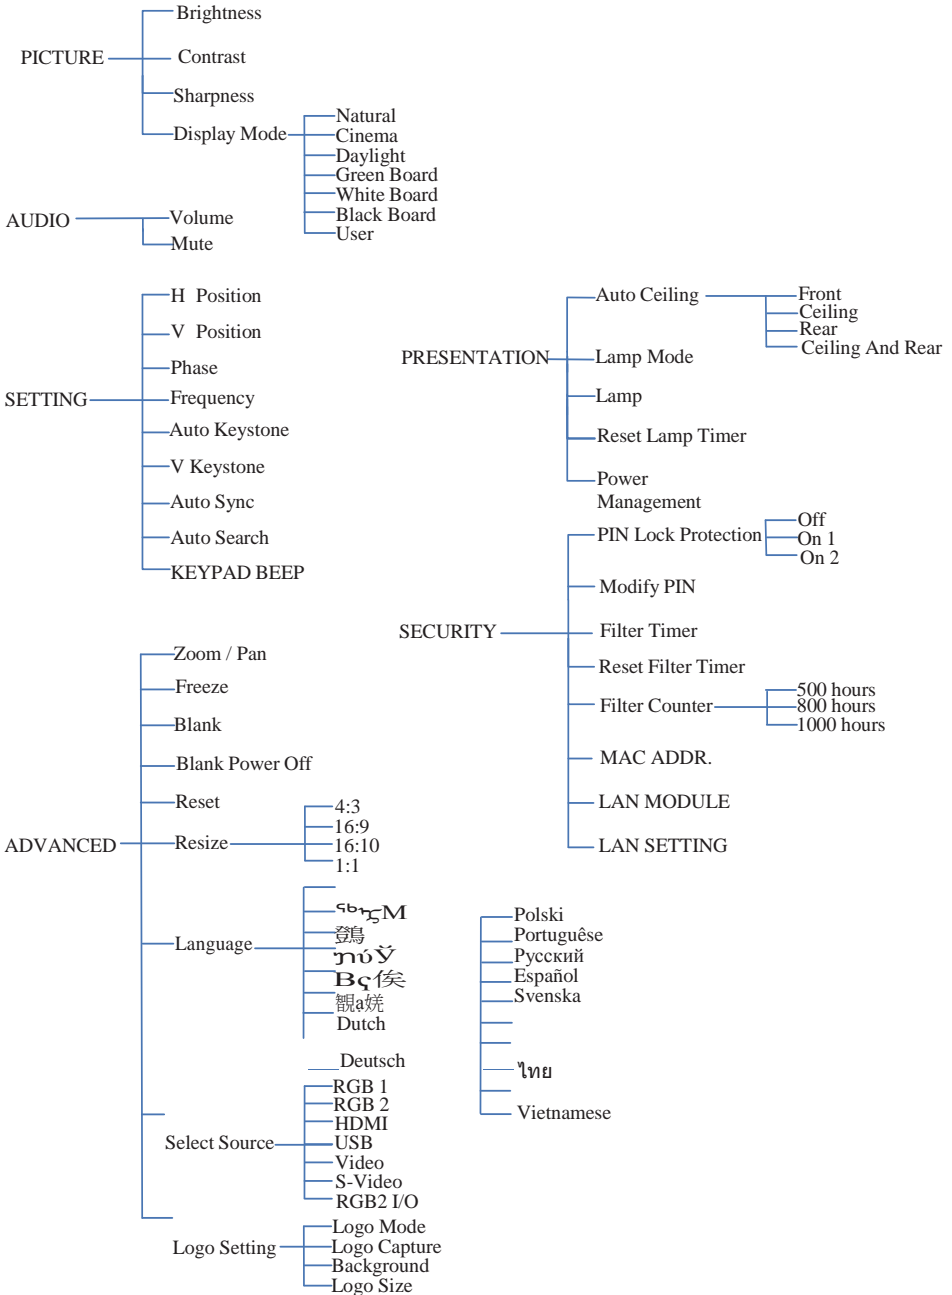 Brightness
PICTURE
Contrast
Sharpness
Display Mode
Natural
Cinema
Daylight
Green Board
White Board
Black Board
User
AUDIO
Volume
Mute
SETTING
H Position
V Position
Phase
Frequency
Auto Keystone
V Keystone
Auto Sync
Auto Search
KEYPAD BEEP
PRESENTATION
Auto Ceiling
Front
Ceiling
Rear
Ceiling And Rear
Lamp Mode
Lamp
Reset Lamp Timer
Power
Management
SECURITY
PIN Lock Protection
Off
On 1
On 2
Modify PIN
Filter Timer
Reset Filter Timer
Filter Counter
500 hours
800 hours
1000 hours
MAC ADDR.
LAN MODULE
LAN SETTING
ADVANCED
Zoom / Pan
Freeze
Blank
Blank Power Off
Reset
Resize
4:3
16:9
16:10
1:1
Language
Dutch
Deutsch
Polski
Portuguêse
Русский
Español
Svenska
ไทย
Vietnamese
Select Source
RGB 1
RGB 2
HDMI
USB
Video
S-Video
RGB2 I/O
Logo Setting
Logo Mode
Logo Capture
Background
Logo Size